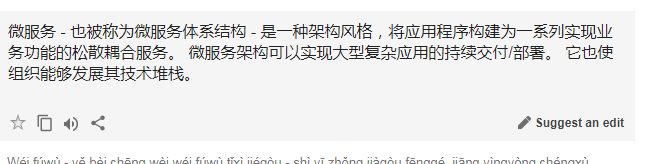 微服务 - 也被称为微服务体系结构 - 是一种架构风格，将应用程序构建为一系列实现业
务功能的松散耦合服务。 微服务架构可以实现大型复杂应用的持续交付/部署。 它也使
组织能够发展其技术堆栈。
Suggest an edit
Wéi fúwù - yě bèi chēng wèi wéi fúwù tǐxì jiégòu - shì yī zhǒng jiàgòu fēnggé, jiāng yìngyòng chéngxù